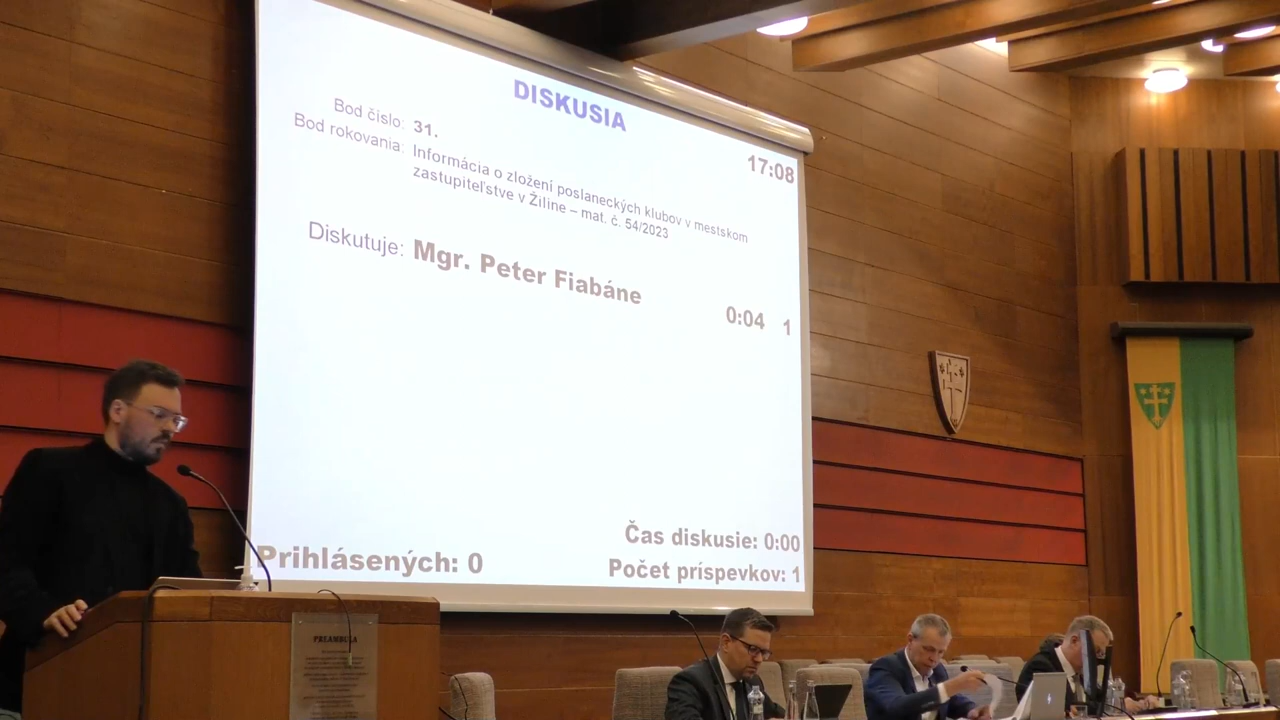 DISKUSIA
17:08
Bod číslo: 31.
Bod rokovania: Informácia o zložení poslaneckých klubov v mestskom
zastupiteľstve v Žiline – mat. č. 54/2023
Diskutuje: Mgr. Peter Fiabáne
0:04 1
Čas diskusie: 0:00
Prihlásených: 0
Počet príspevkov: 1
PREAMBULA